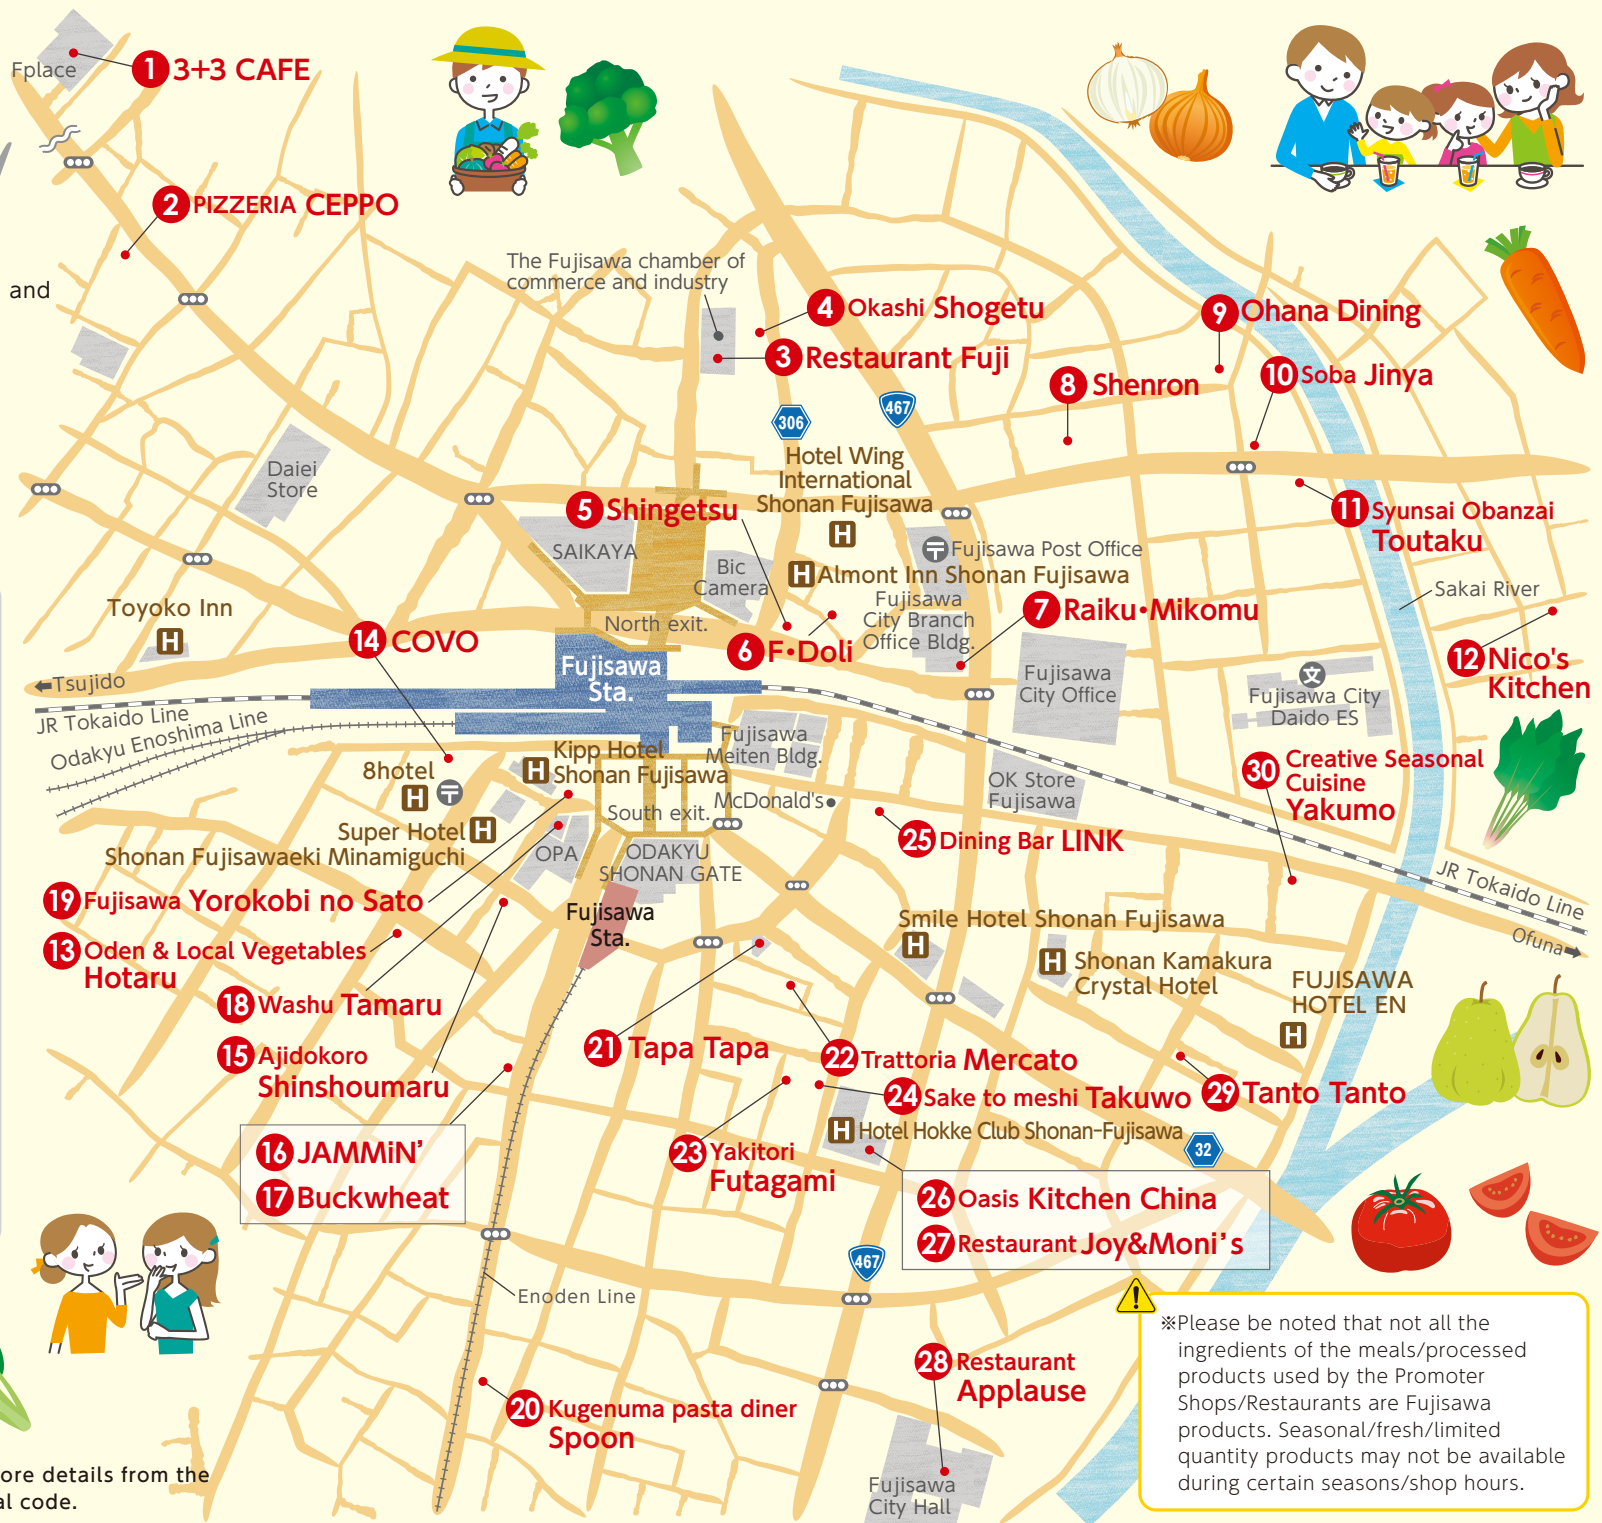 Fplace
1 3+3 CAFE
2 PIZZERIA CEPPO
and
The Fujisawa chamber of
commerce and industry
4 Okashi Shogetu
3 Restaurant Fuji
9 Ohana Dining
8 Shenron
10 Soba Jinya
306
467
Daiei
Store
Hotel Wing
International
Shonan Fujisawa
H
5 Shingetsu
SAIKAYA
Bic
Camera
〒 Fujisawa Post Office
H Almont Inn Shonan Fujisawa
11 Syunsai Obanzai
Toutaku
Sakai River
Toyoko Inn
H
14 COVO
North exit.
6 F•Doli
Fujisawa
City Branch
Office Bldg.
7 Raiku•Mikomu
12 Nico's
Kitchen
Fujisawa
Sta.
Fujisawa
City Office
文
Fujisawa City
Daido ES
←Tsujido
JR Tokaido Line
Odakyu Enoshima Line
8hotel
H 〒
Kipp Hotel
H Shonan Fujisawa
Fujisawa
Meiten Bldg.
OK Store
Fujisawa
30 Creative Seasonal
Cuisine
Yakumo
South exit.
McDonald's
Super Hotel H
Shonan Fujisawaeki Minamiguchi
OPA
ODAKYU
SHONAN GATE
25 Dining Bar LINK
JR Tokaido Line
Ofuna→
19 Fujisawa Yorokobi no Sato
Fujisawa
Sta.
13 Oden & Local Vegetables
Hotaru
Smile Hotel Shonan Fujisawa
H
H Shonan Kamakura
Crystal Hotel
FUJISAWA
HOTEL EN
H
18 Washu Tamaru
15 Ajidokoro
Shinshoumaru
21 Tapa Tapa
22 Trattoria Mercato
24 Sake to meshi Takuwo
29 Tanto Tanto
H Hotel Hokke Club Shonan-Fujisawa
32
16 JAMMiN’
17 Buckwheat
23 Yakitori
Futagami
26 Oasis Kitchen China
27 Restaurant Joy&Moni’s
467
Enoden Line
28 Restaurant
Applause
20 Kugenuma pasta diner
Spoon
Fujisawa
City Hall
※Please be noted that not all the
ingredients of the meals/processed
products used by the Promoter
Shops/Restaurants are Fujisawa
products. Seasonal/fresh/limited
quantity products may not be available
during certain seasons/shop hours.
ore details from the
al code.